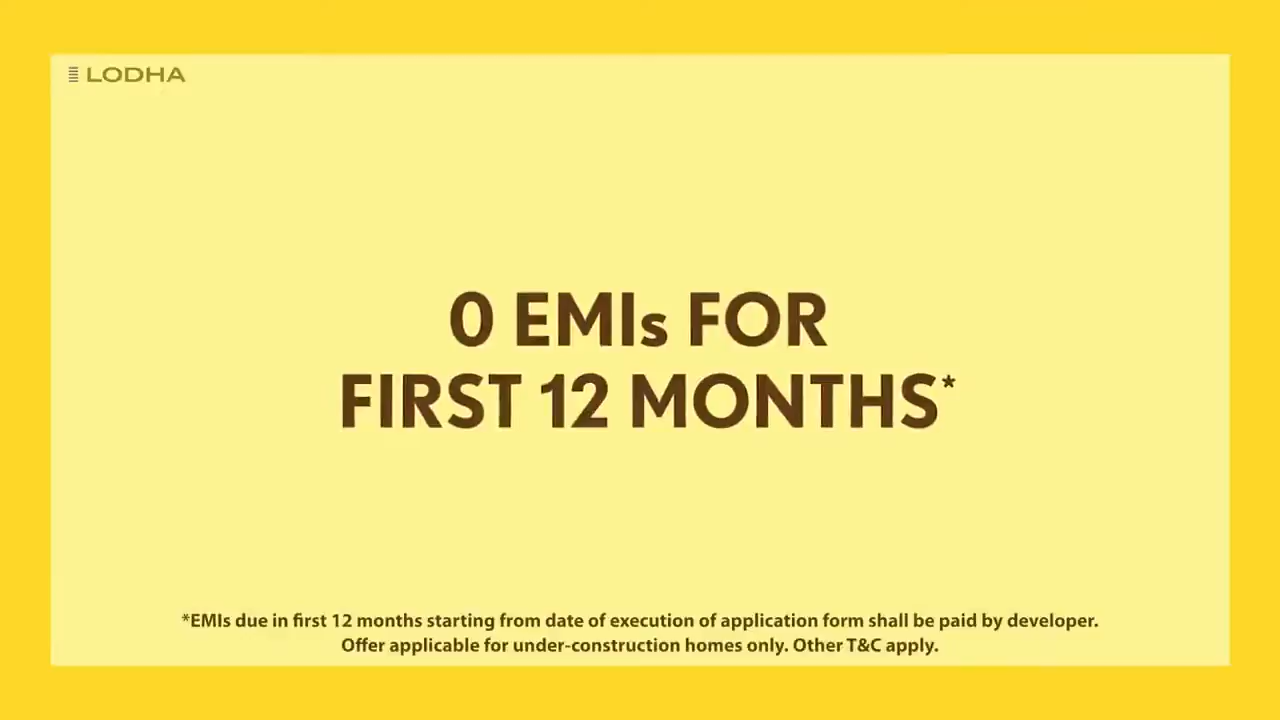 LODHA
0 EMIs FOR
FIRST 12 MONTHS*
*EMIs due in first 12 months starting from date of execution of application form shall be paid by developer.
Offer applicable for under-construction homes only. Other T&C apply.